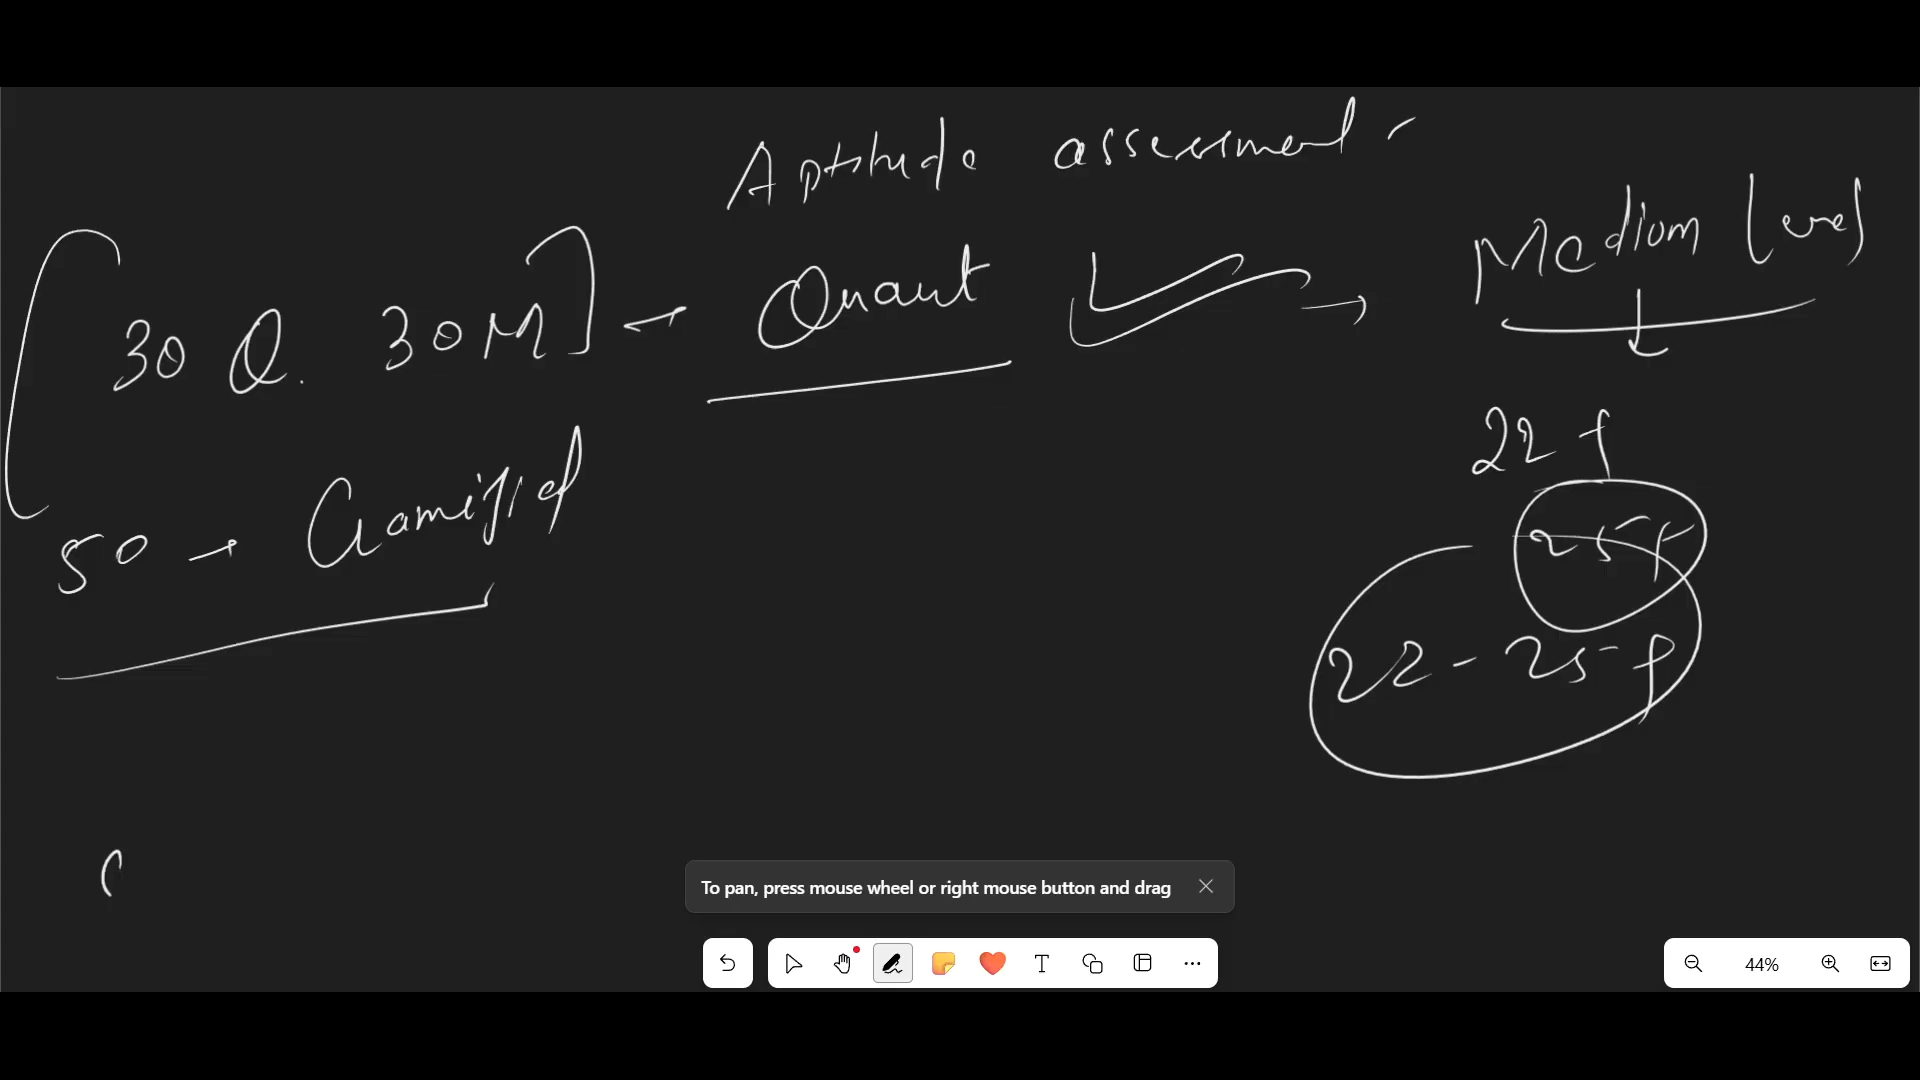 Aptitude assessment
Medium level
30 Q. 30M → Quant →
22 +
50 → Gamified
25+
22 - 25 +
To pan, press mouse wheel or right mouse button and drag
44%